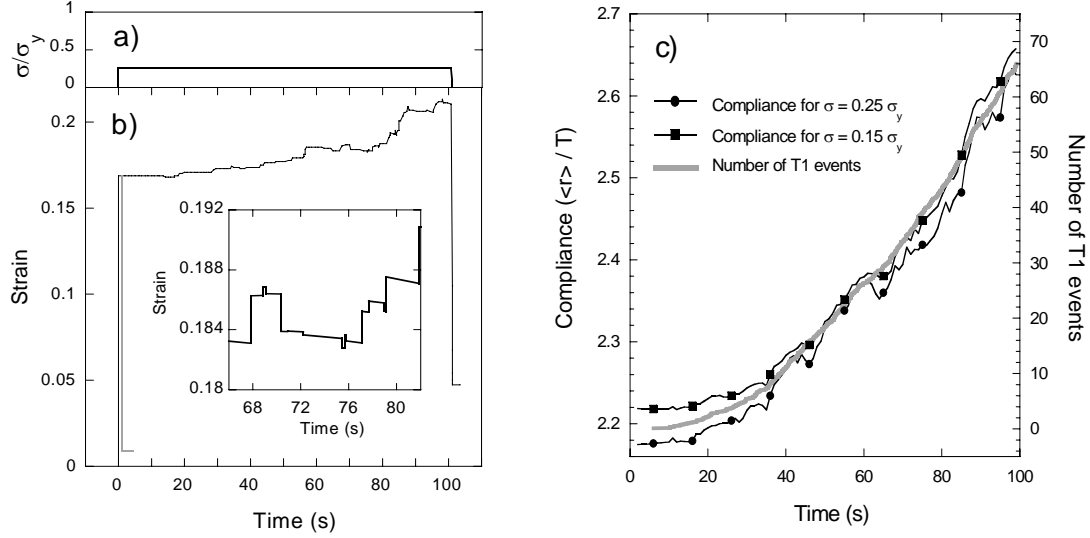 a)
σ/σy
1
0.5
0
b)
Strain
0.2
0.15
0.1
0.05
0
0 20 40 60 80 100
Time (s)
Strain
0.192
0.188
0.184
0.18
68 72 76 80
Time (s)
c)
Compliance (<r> / T)
2.7
2.6
2.5
2.4
2.3
2.2
Compliance for σ = 0.25 σy
Compliance for σ = 0.15 σy
Number of T1 events
70
60
50
40
30
20
10
0
Number of T1
events
0 20 40 60 80 100
Time (s)